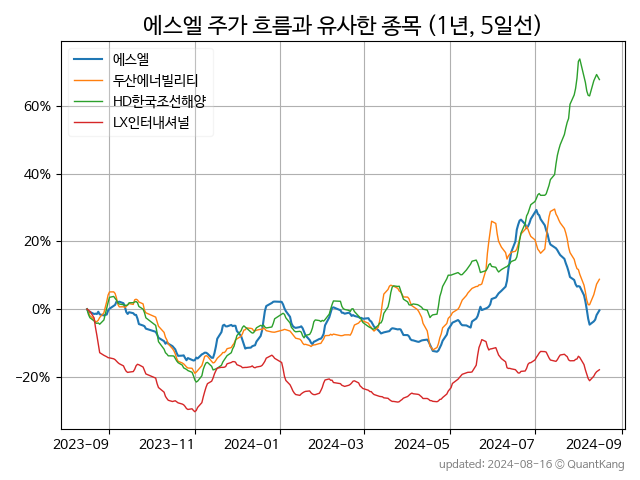 에스엘 주가 흐름과 유사한 종목 (1년, 5일선)
에스엘
두산에너빌리티
HD한국조선해양
LX인터내셔널
60%
40%
20%
0%
−20%
2023-09 2023-11 2024-01 2024-03 2024-05 2024-07 2024-09
updated: 2024-08-16 © QuantKang